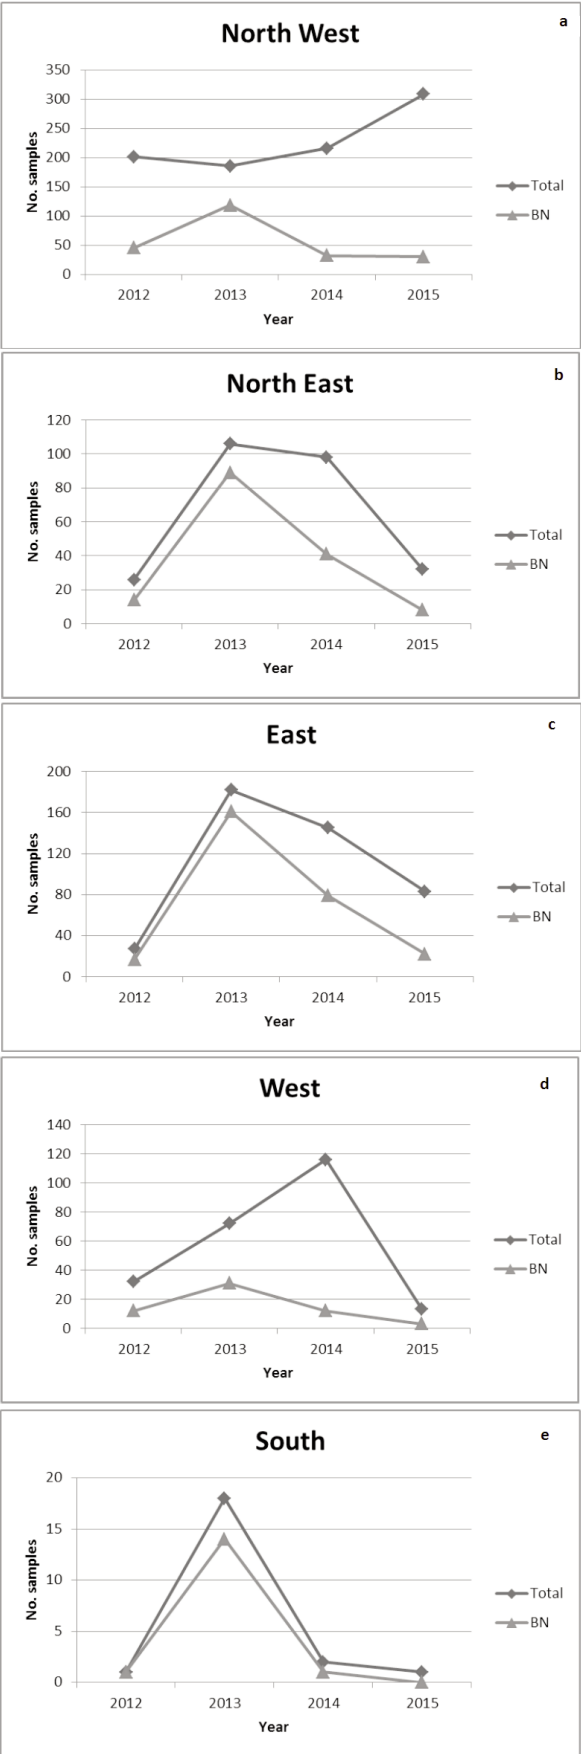 a
North West
350
300
250
200
150
100
50
0
No. samples
2012 2013 2014 2015
Year
Total
BN
b
North East
120
100
80
60
40
20
0
No. samples
2012 2013 2014 2015
Year
Total
BN
c
East
200
160
120
80
40
0
No. samples
2012 2013 2014 2015
Year
Total
BN
d
West
140
120
100
80
60
40
20
0
No. samples
2012 2013 2014 2015
Year
Total
BN
e
South
20
15
10
5
0
No. samples
2012 2013 2014 2015
Year
Total
BN